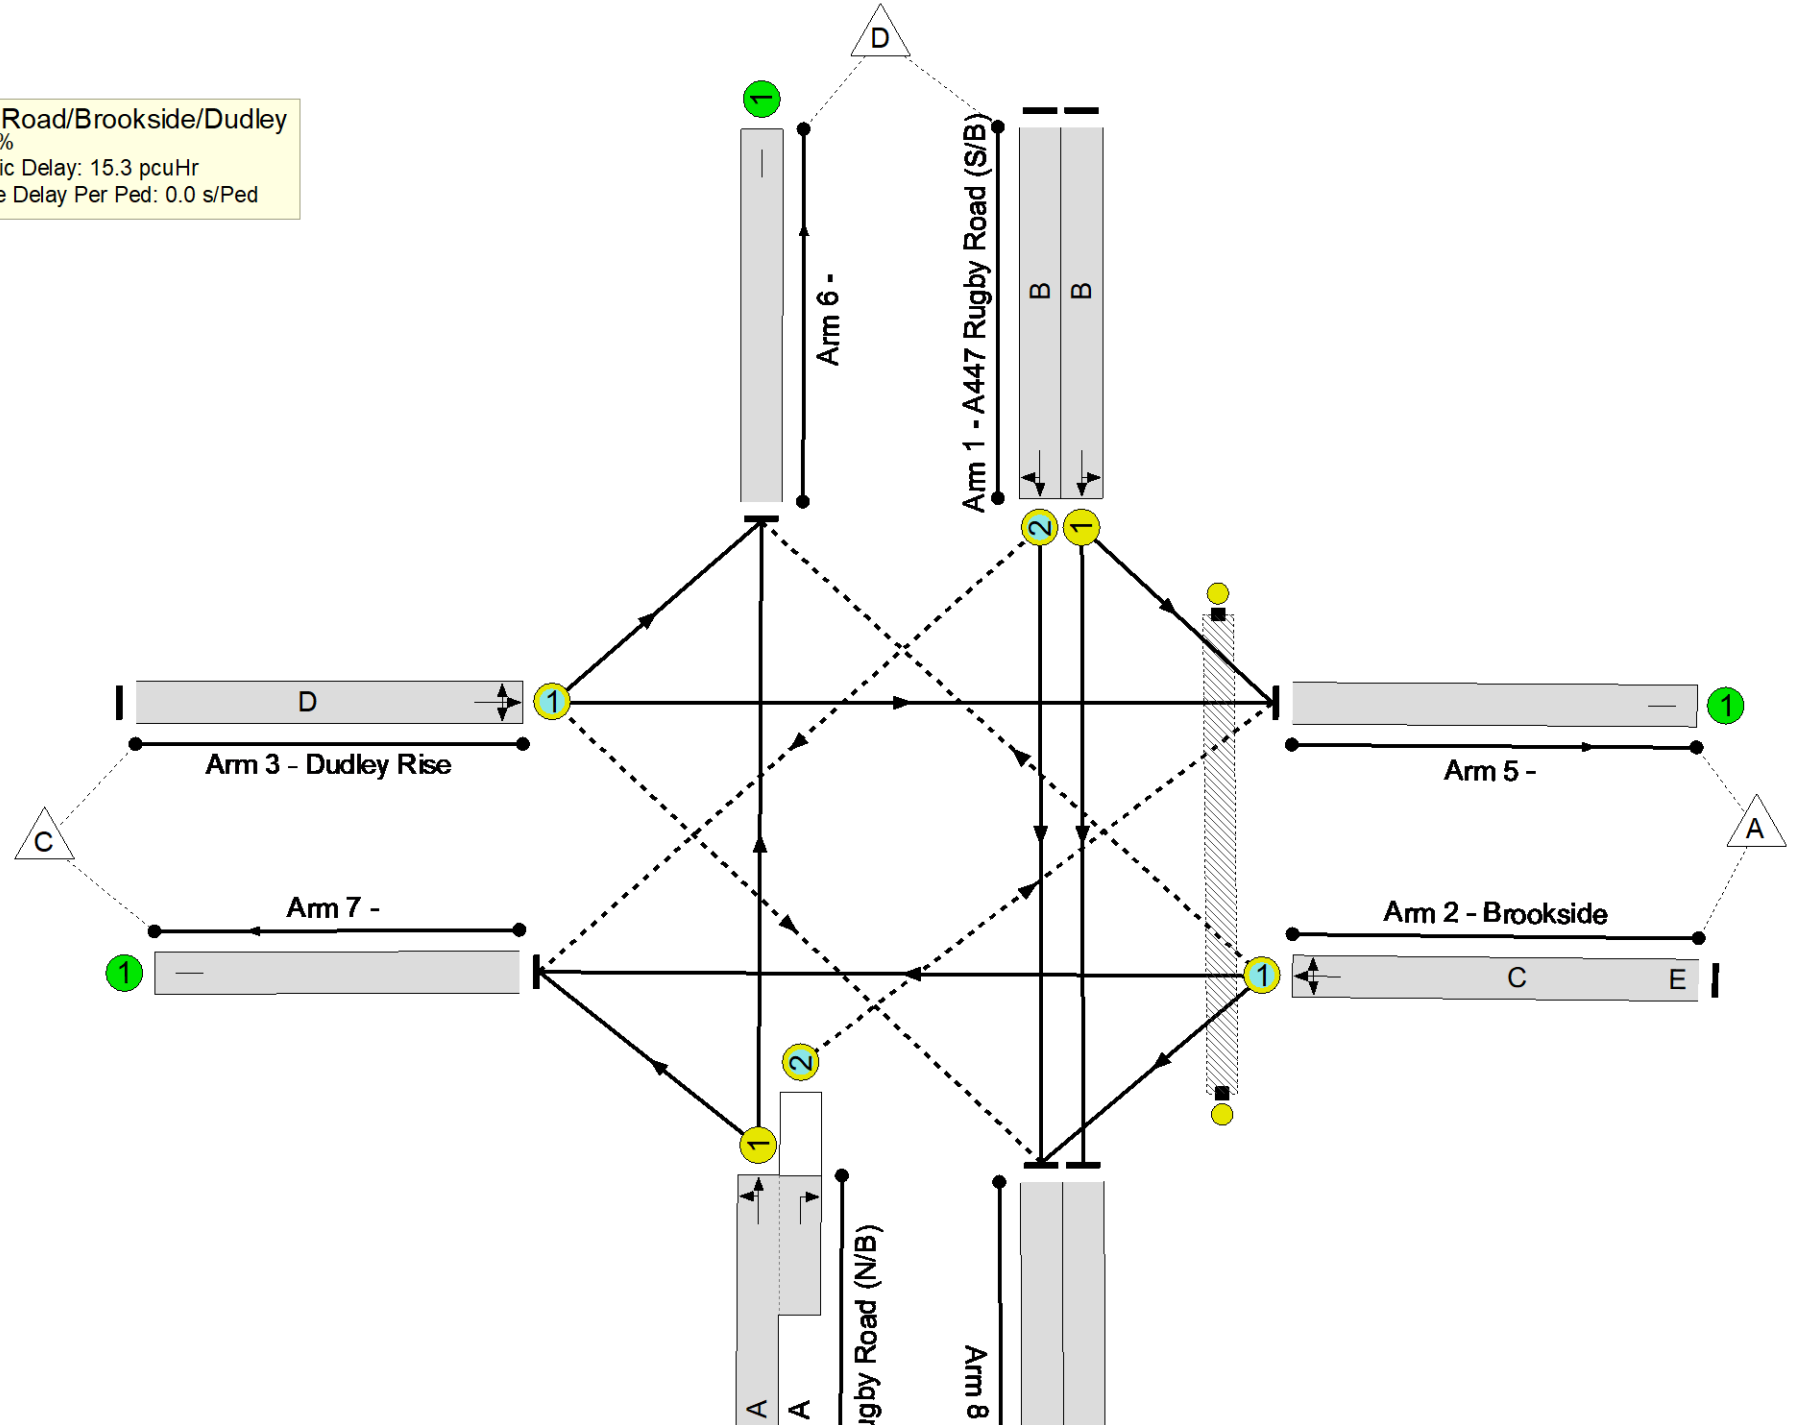 D
Road/Brookside/Dudley
%
ic Delay: 15.3 pcuHr
e Delay Per Ped: 0.0 s/Ped
1
Arm 6 -
Arm 1 - A447 Rugby Road (S/B)
B
B
2
1
D
1
Arm 3 - Dudley Rise
1
Arm 5 -
C
A
Arm 7 -
1
Arm 2 - Brookside
1
C
E
2
1
A
A
ugby Road (N/B)
Arm 8